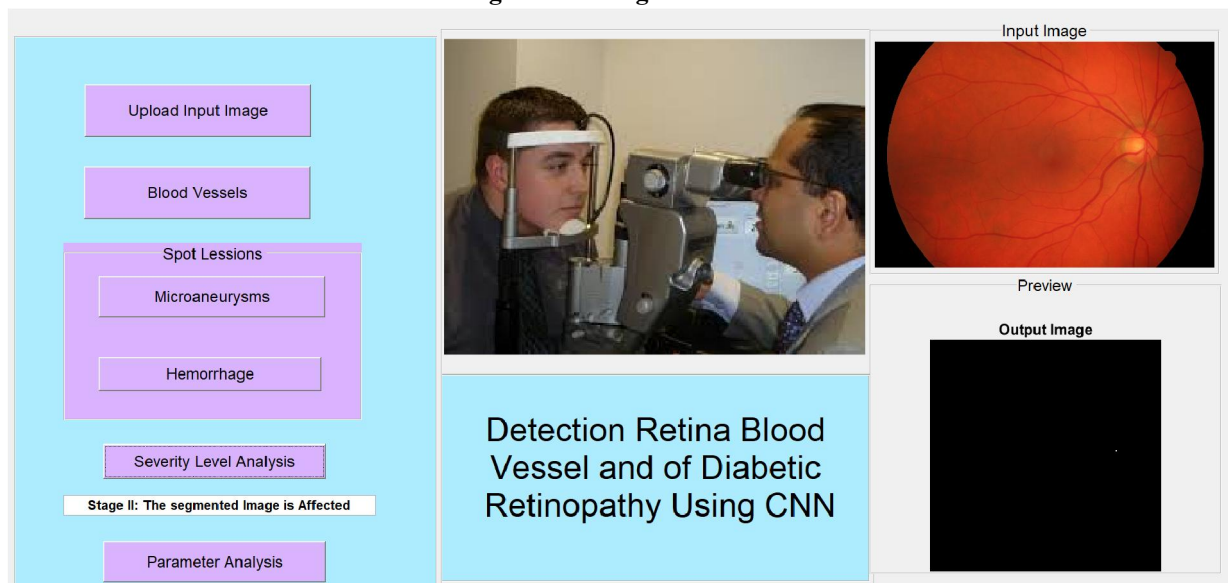 Upload Input Image
Blood Vessels
Spot Lessions
Microaneurysms
Hemorrhage
Severity Level Analysis
Stage II: The segmented Image is Affected
Parameter Analysis
Detection Retina Blood
Vessel and of Diabetic
Retinopathy Using CNN
Input Image
Preview
Output Image